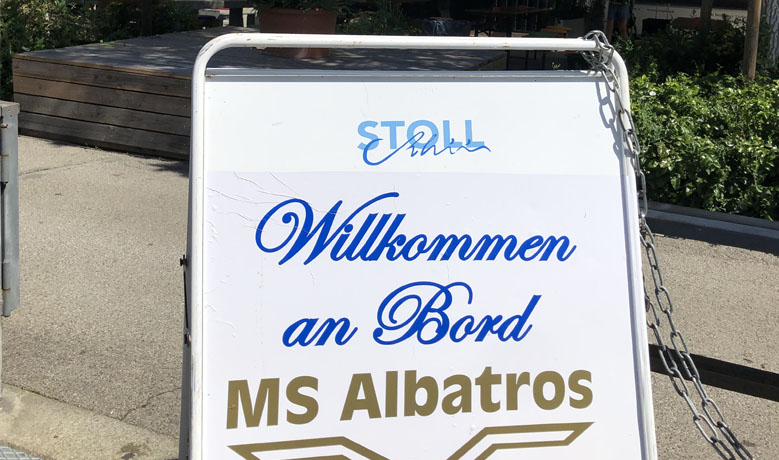 STOLL
Willkommen
an Bord
MS Albatros